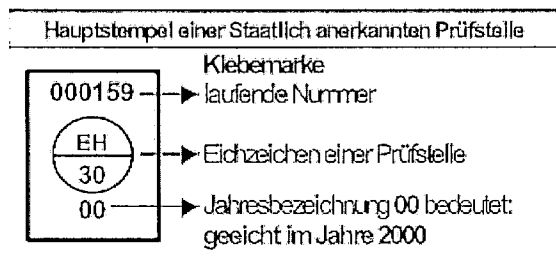 Hauptstempel einer Staatlich anerkannten Prüfstelle
Klebemarke
000159 laufende Nummer
EH
30
Eichzeichen einer Prüfstelle
00 Jahresbezeichnung 00 bedeutet:
geeicht im Jahre 2000